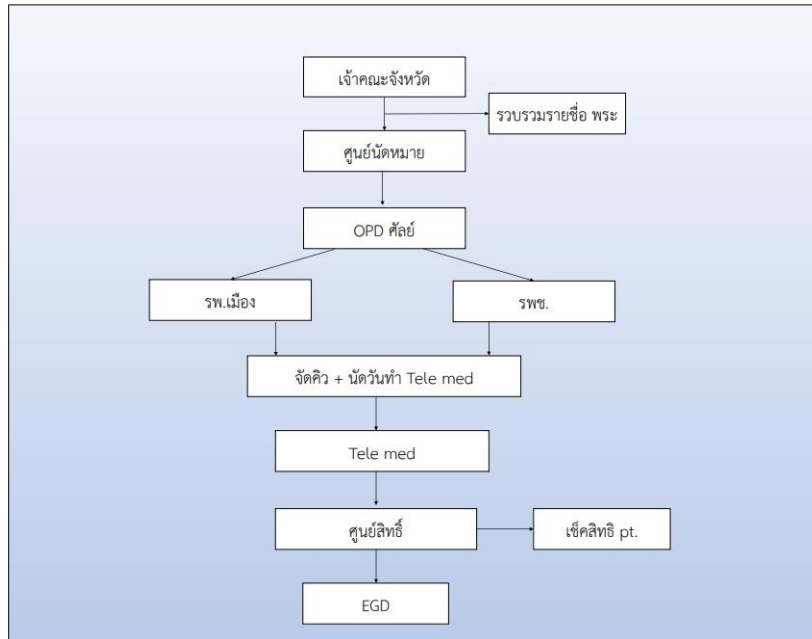 เจ้าคณะจังหวัด
รวบรวมรายชื่อ พระ
ศูนย์นัดหมาย
OPD ศัลย์
รพ.เมือง
รพช.
จัดคิว + นัดวันทำ Tele med
Tele med
ศูนย์สิทธิ์
เช็คสิทธิ pt.
EGD